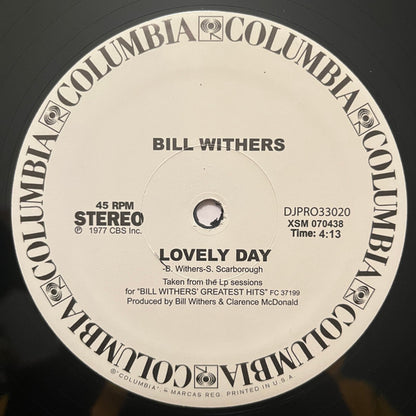 COLUMBIA COLUMBIA COLUMBIA COLUMBIA COLUMBIA COLUMBIA
BILL WITHERS
45 RPM
STEREO
℗ 1977 CBS Inc.
DJPRO33020
XSM 070438
Time: 4:13
LOVELY DAY
-B. Withers-S. Scarborough
Taken from the Lp sessions
for "BILL WITHERS' GREATEST HITS" FC 37199
Produced by Bill Withers & Clarence McDonald
"COLUMBIA", MARCAS REG. PRINTED IN U.S.A.